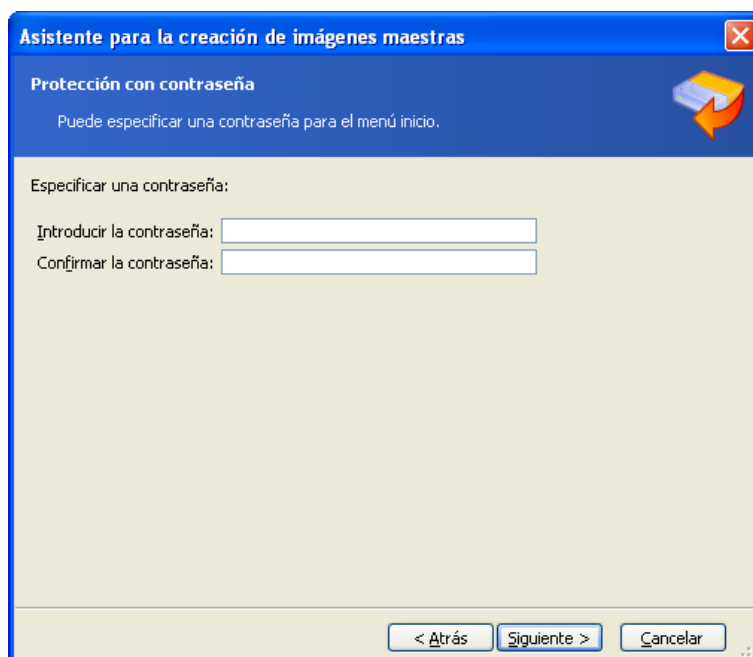 Asistente para la creación de imágenes maestras
Protección con contraseña
Puede especificar una contraseña para el menú inicio.
Especificar una contraseña:
Introducir la contraseña:
Confirmar la contraseña:
< Atrás Siguiente > Cancelar